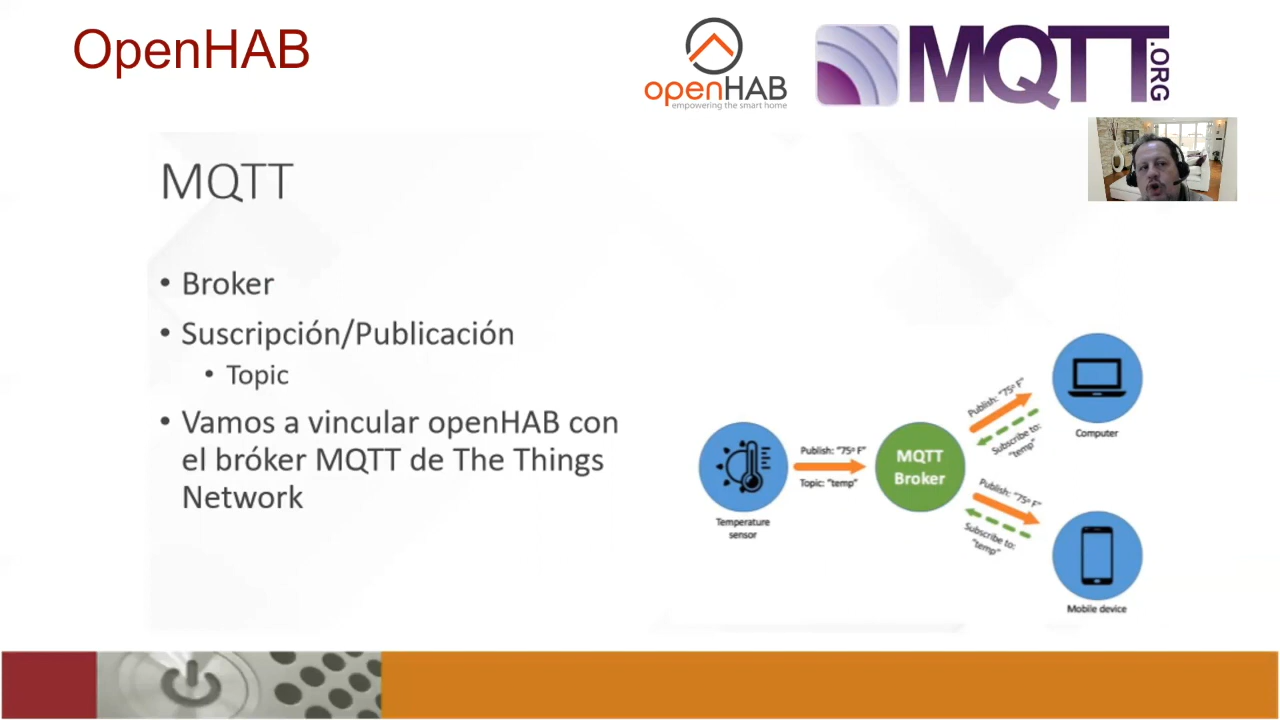 OpenHAB
openHAB
empowering the smart home
MQTT
.ORG
MQTT
• Broker
• Suscripción/Publicación
• Topic
• Vamos a vincular openHAB con
el bróker MQTT de The Things
Network
Temperature
sensor
Publish: "75º F"
Topic: "temp"
MQTT
Broker
Publish: "75º F"
Subscribe to:
"temp"
Computer
Publish: "75º F"
Subscribe to:
"temp"
Mobile device